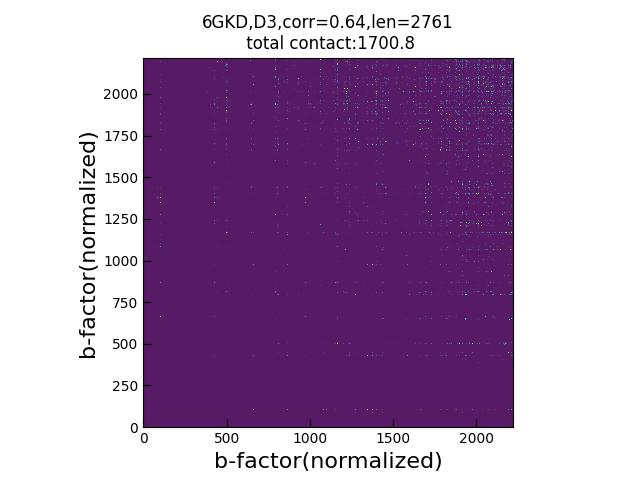 6GKD,D3,corr=0.64,len=2761
total contact:1700.8
b-factor(normalized)
2000
1750
1500
1250
1000
750
500
250
0
0 500 1000 1500 2000
b-factor(normalized)